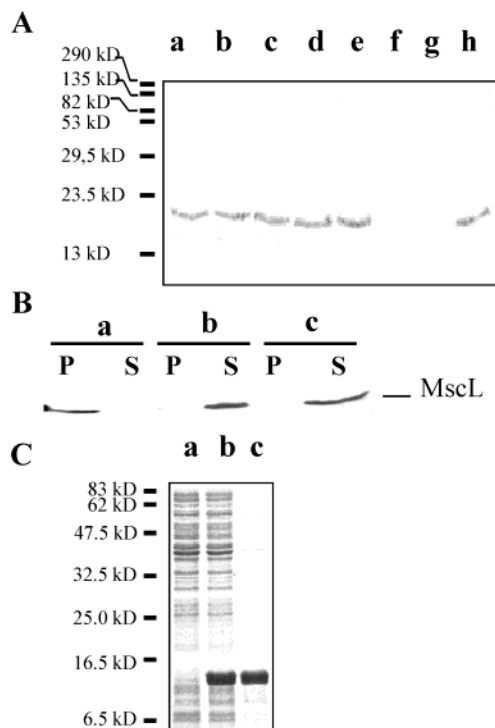 A
a b c d e f g h
290 kD
135 kD
82 kD
53 kD
29,5 kD
23.5 kD
13 kD
B
a b c
P S P S P S
MscL
C
a b c
83 kD
62 kD
47.5 kD
32.5 kD
25.0 kD
16.5 kD
6.5 kD